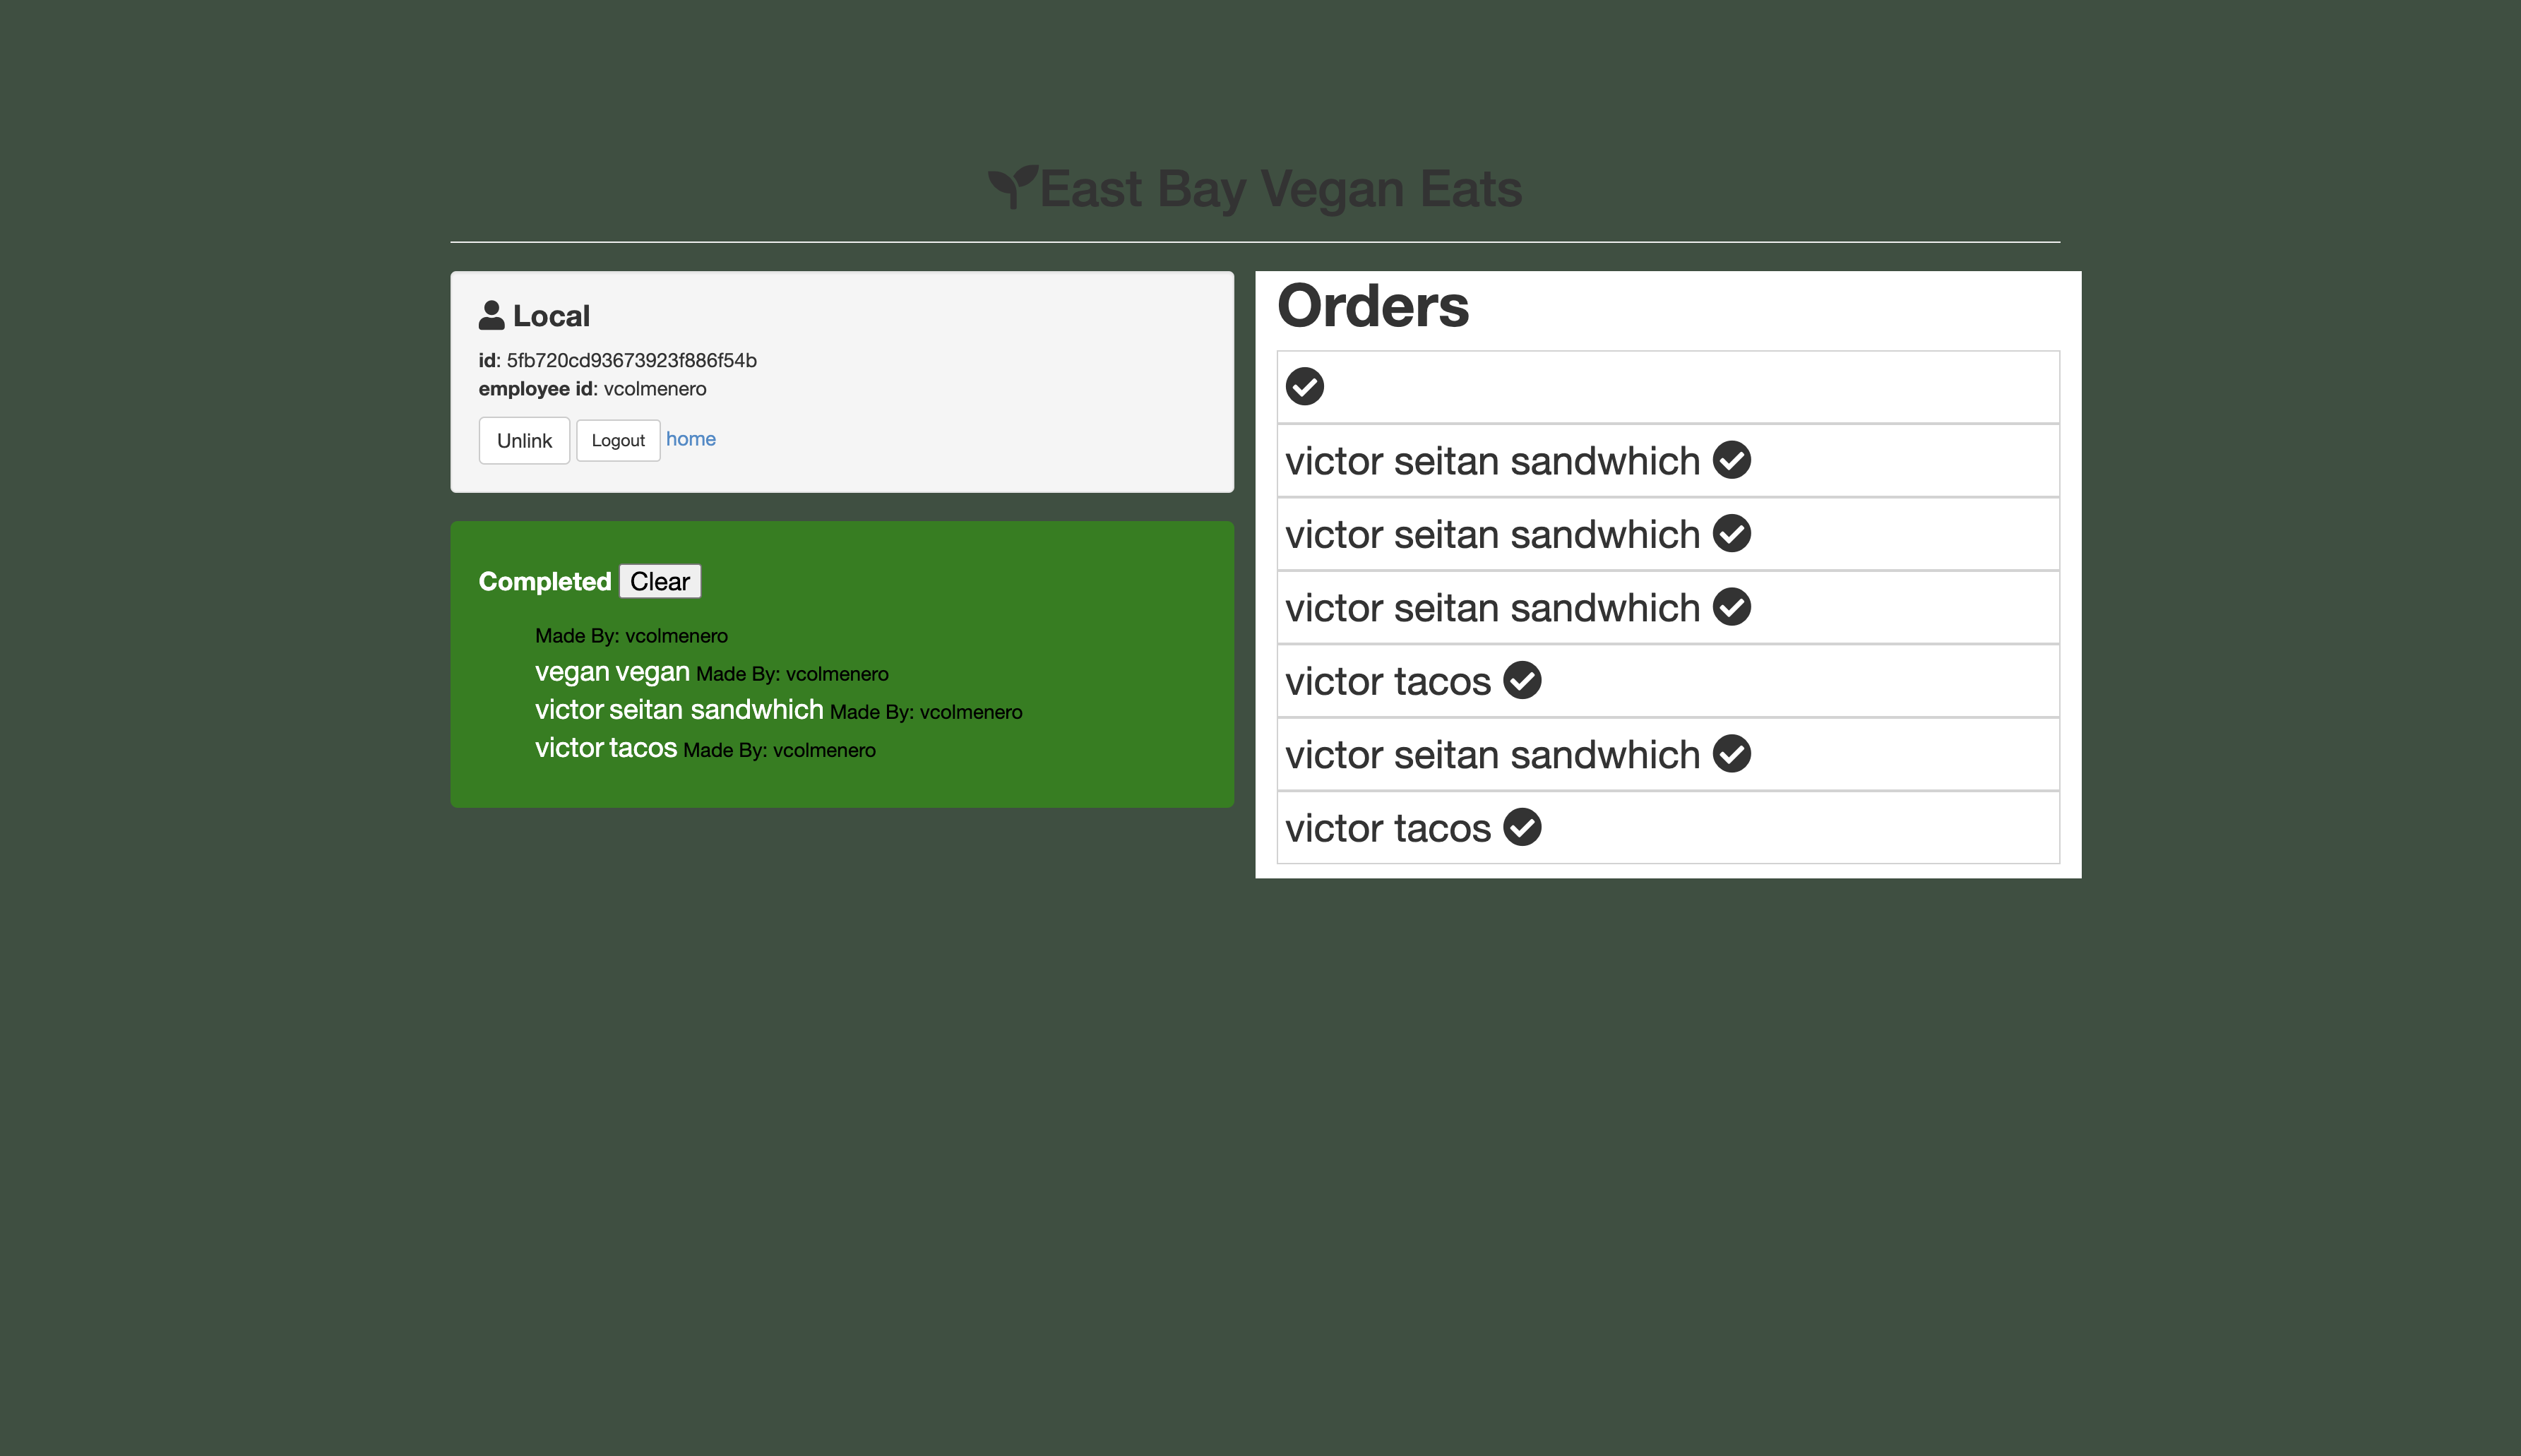 East Bay Vegan Eats
Local
id: 5fb720cd93673923f886f54b
employee id: vcolmenero
Unlink Logout home
Completed Clear
Made By: vcolmenero
vegan vegan Made By: vcolmenero
victor seitan sandwhich Made By: vcolmenero
victor tacos Made By: vcolmenero
Orders
victor seitan sandwhich
victor seitan sandwhich
victor seitan sandwhich
victor tacos
victor seitan sandwhich
victor tacos